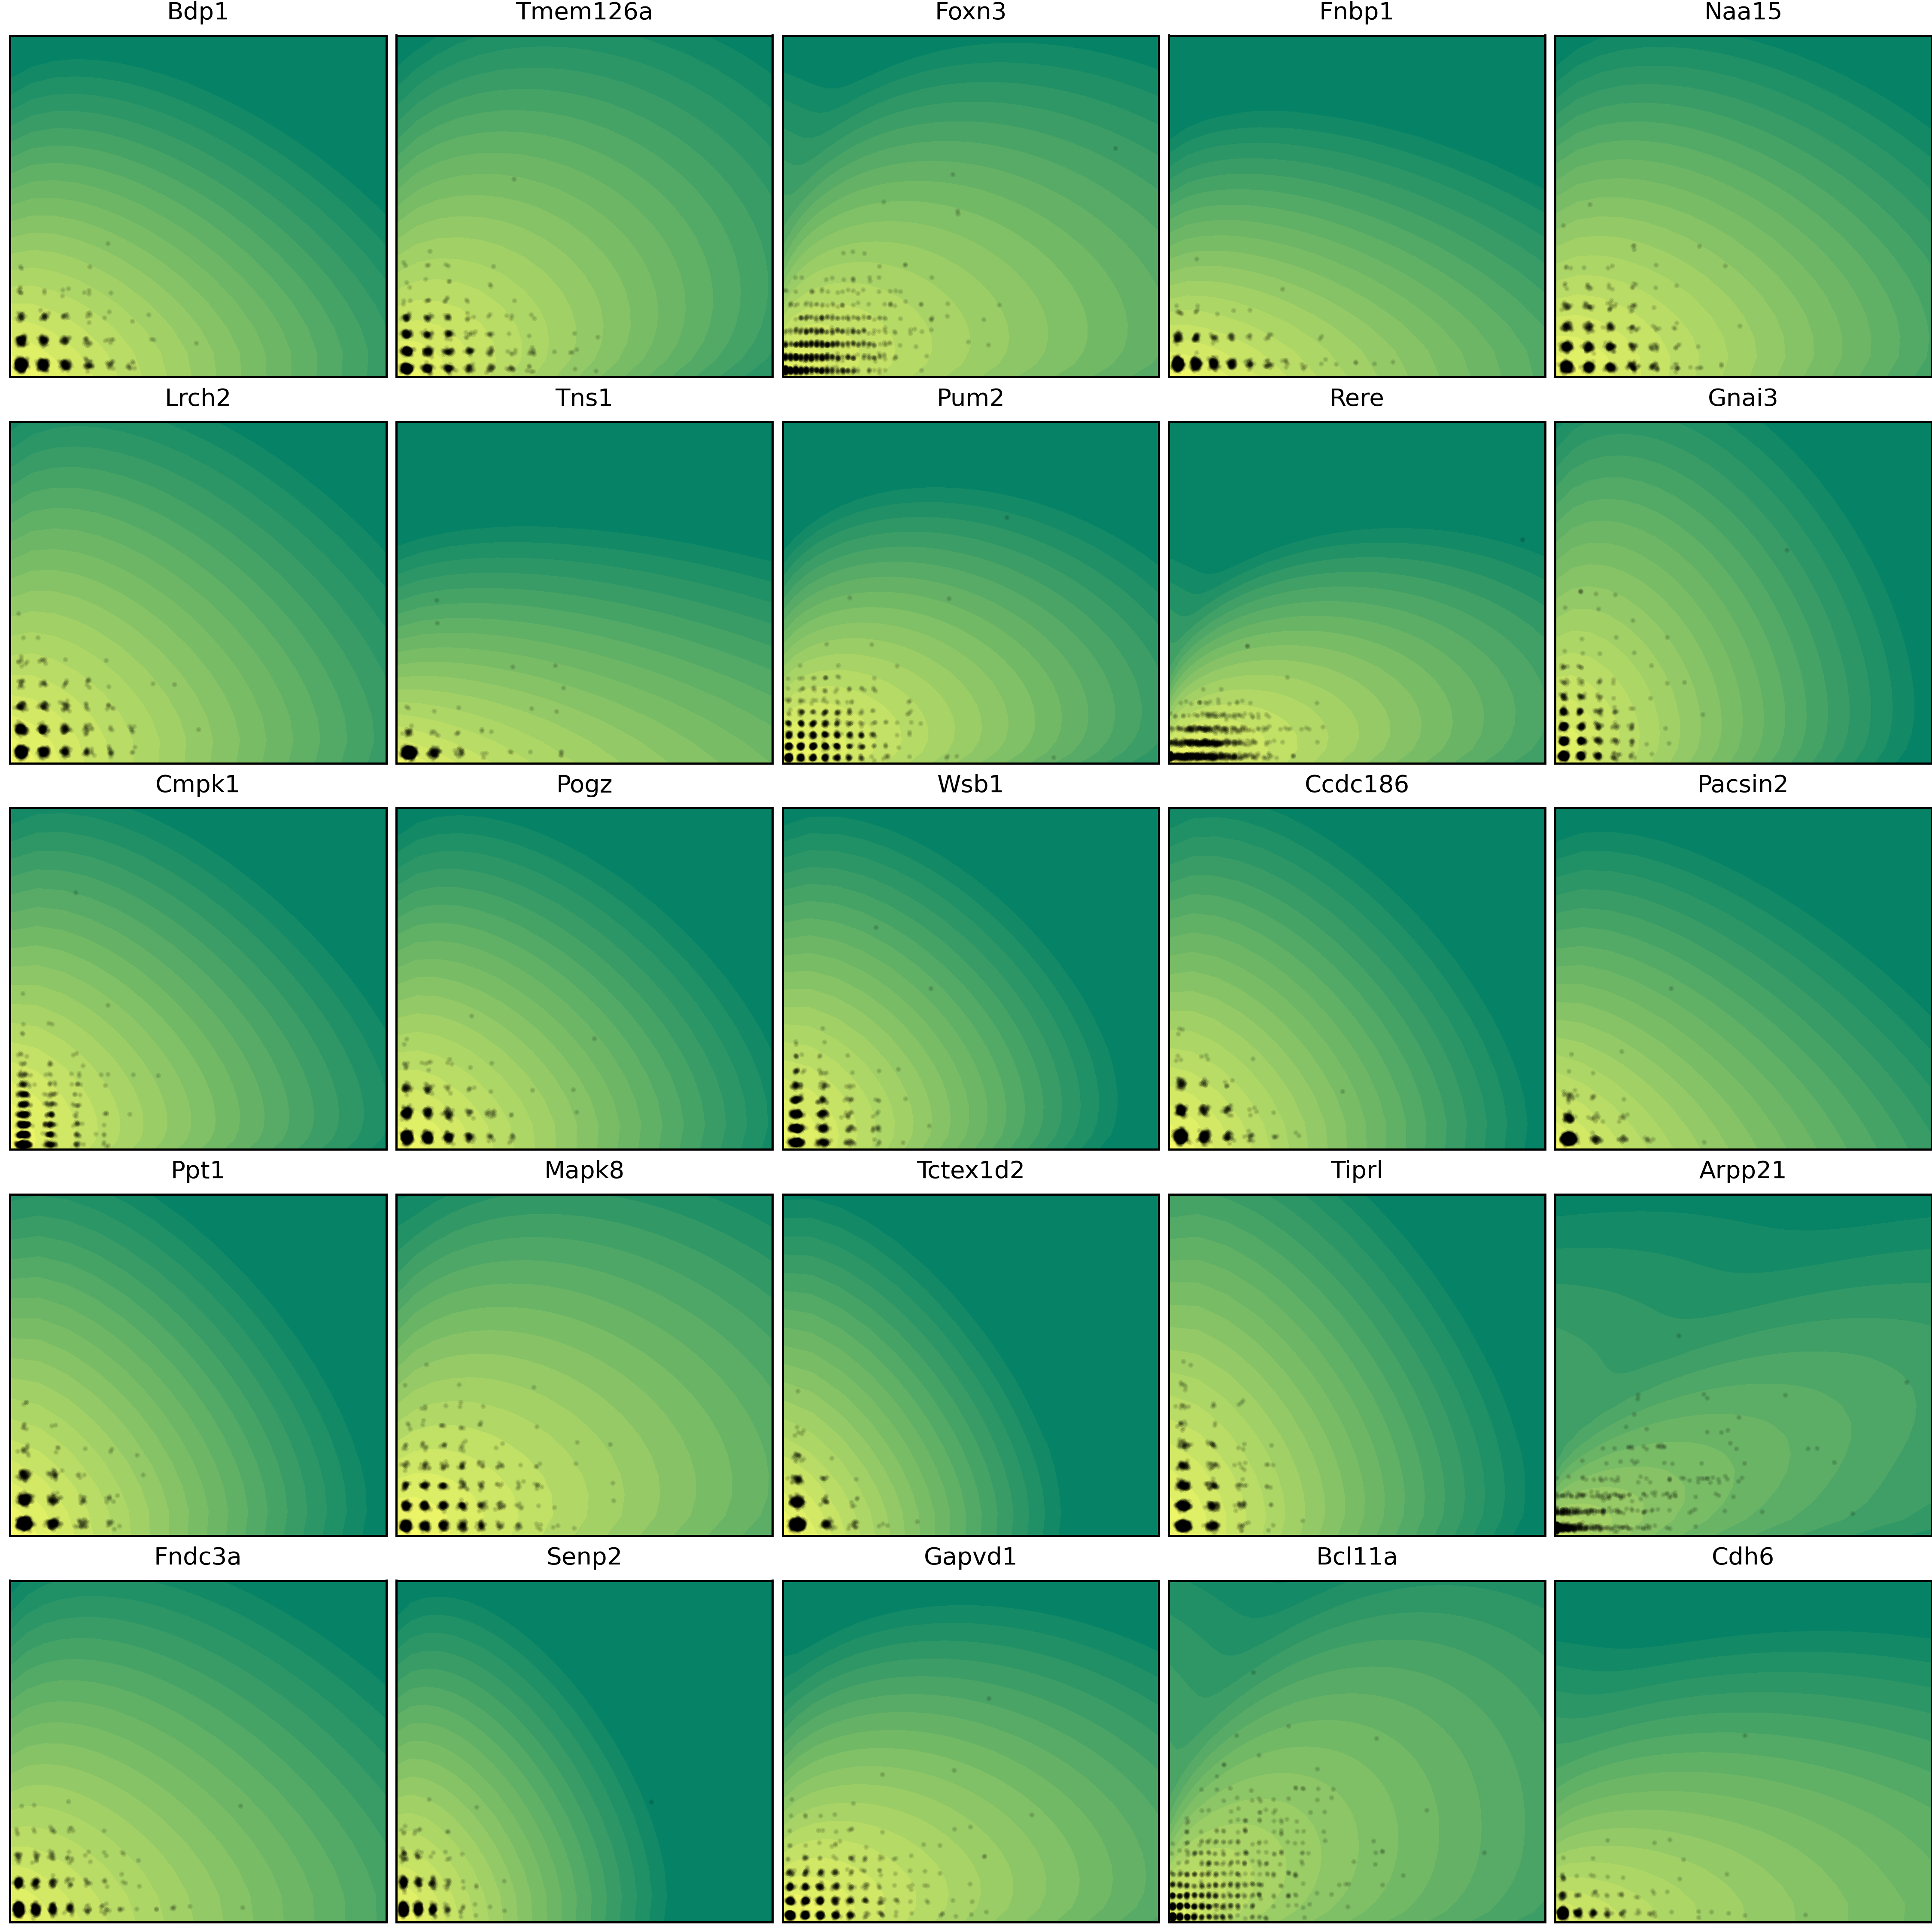 Bdp1 Tmem126a Foxn3 Fnbp1 Naa15
Lrch2 Tns1 Pum2 Rere Gnai3
Cmpk1 Pogz Wsb1 Ccdc186 Pacsin2
Ppt1 Mapk8 Tctex1d2 Tiprl Arpp21
Fndc3a Senp2 Gapvd1 Bcl11a Cdh6